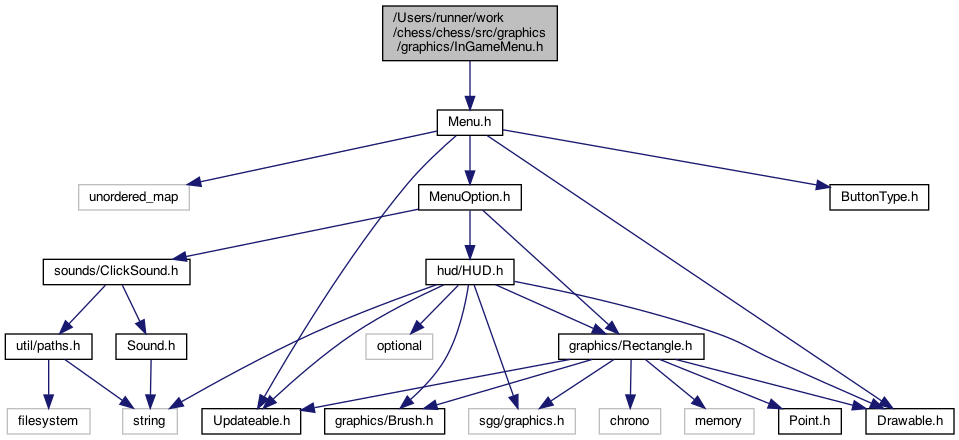 /Users/runner/work
/chess/chess/src/graphics
/graphics/InGameMenu.h
Menu.h
unordered_map
MenuOption.h
ButtonType.h
sounds/ClickSound.h
hud/HUD.h
util/paths.h
Sound.h
optional
graphics/Rectangle.h
filesystem
string
Updateable.h
graphics/Brush.h
sgg/graphics.h
chrono
memory
Point.h
Drawable.h